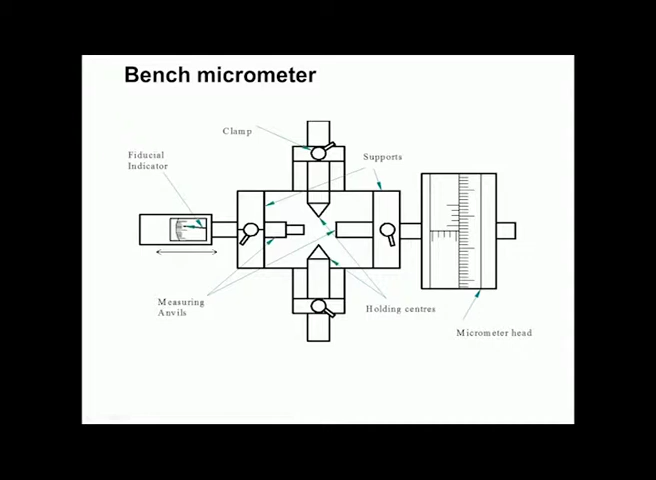 Bench micrometer
Clamp
Fiducial
Indicator
Supports
Measuring
Anvils
Holding centres
Micrometer head